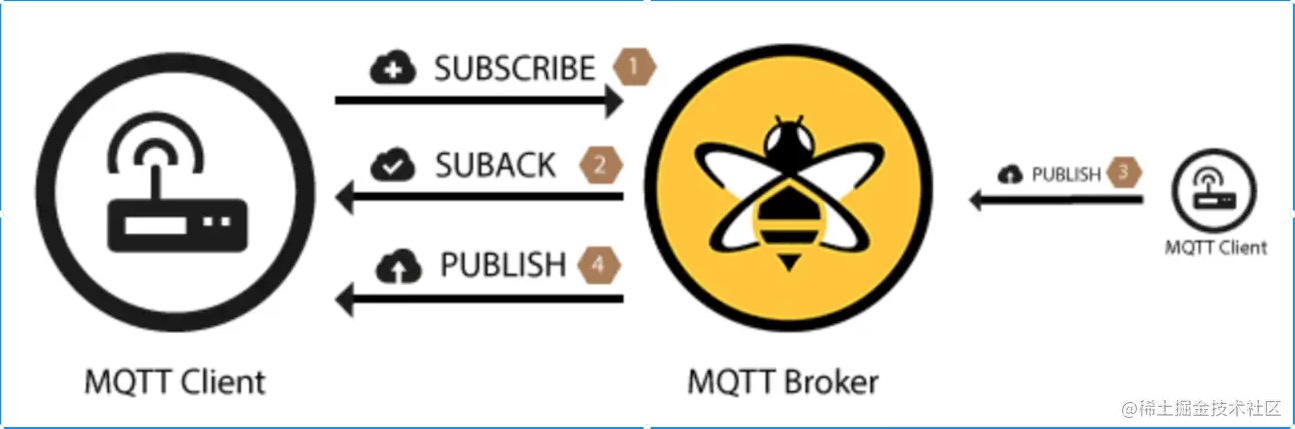 SUBSCRIBE 1
SUBACK 2
PUBLISH 3
PUBLISH 4
MQTT Client
MQTT Client
MQTT Broker
@稀土掘金技术社区